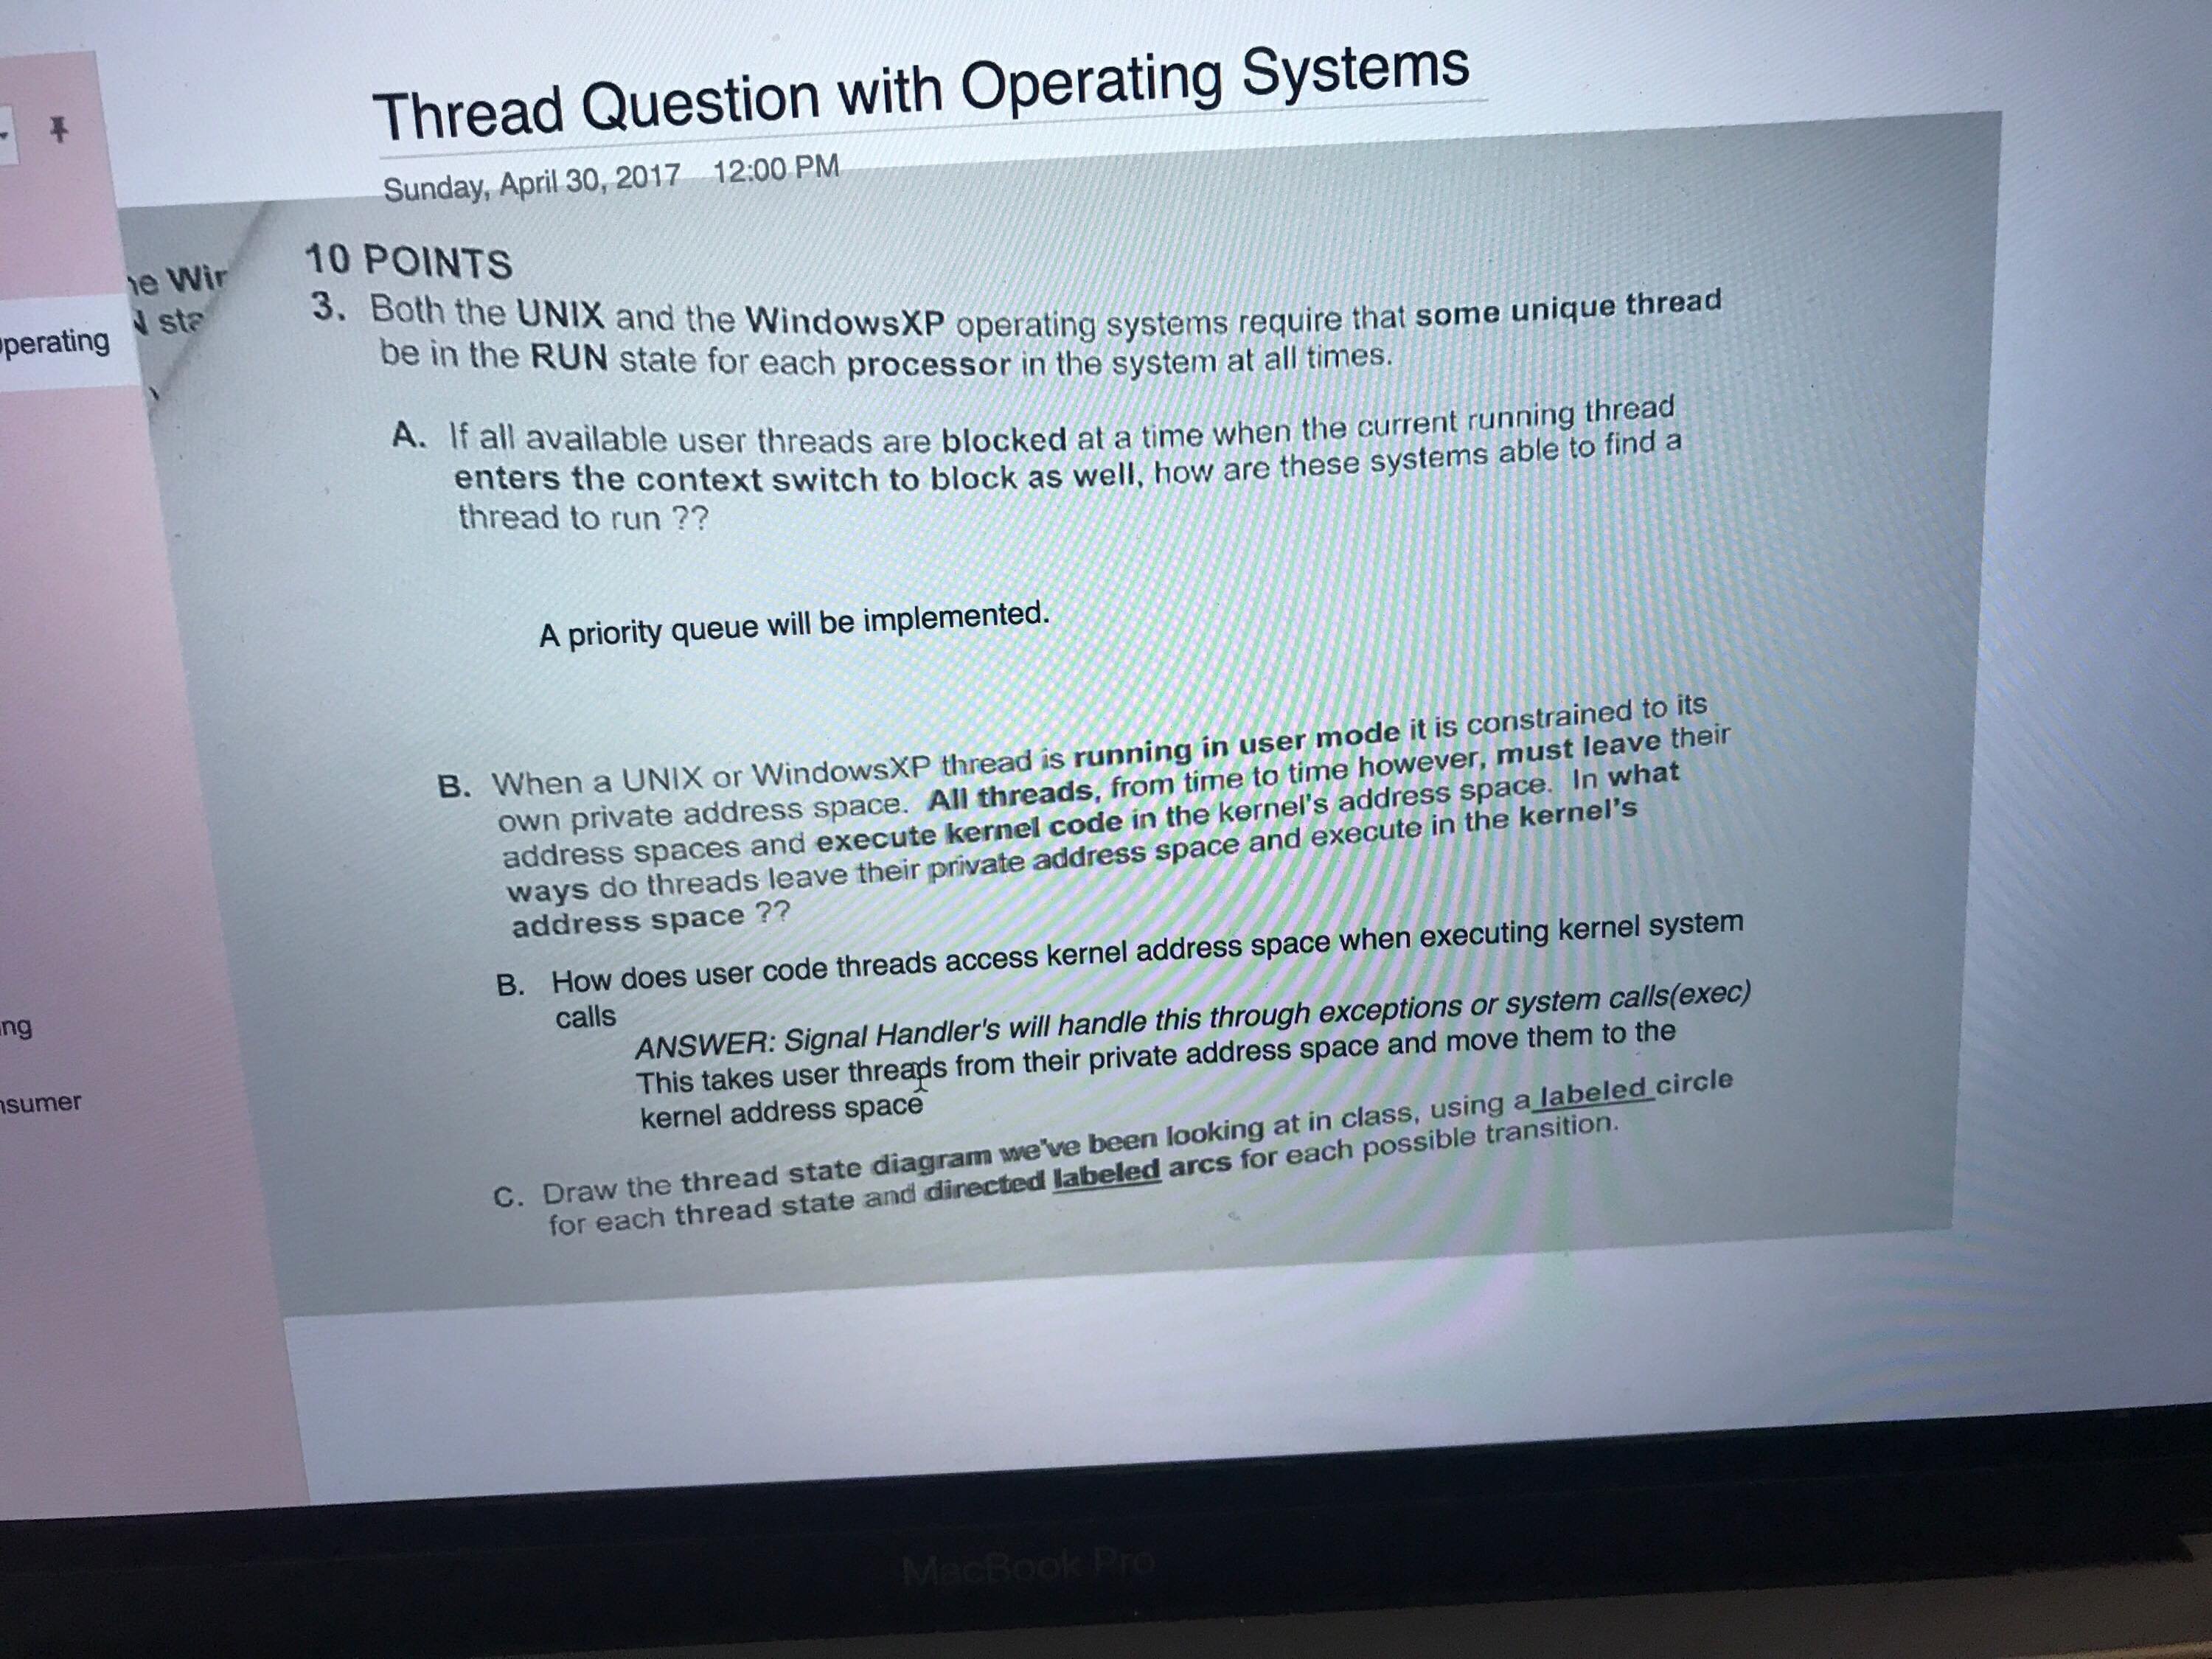 Thread Question with Operating Systems
Sunday, April 30, 2017 12:00 PM
he Wir
sta
perating
ng
nsumer
10 POINTS
3. Both the UNIX and the WindowsXP operating systems require that some unique thread
be in the RUN state for each processor in the system at all times.
A. If all available user threads are blocked at a time when the current running thread
enters the context switch to block as well, how are these systems able to find a
thread to run ??
A priority queue will be implemented.
B. When a UNIX or WindowsXP thread is running in user mode it is constrained to its
own private address space. All threads, from time to time however, must leave their
address spaces and execute kernel code in the kernel's address space. In what
ways do threads leave their private address space and execute in the kernel's
address space ??
B. How does user code threads access kernel address space when executing kernel system
calls
ANSWER: Signal Handler's will handle this through exceptions or system calls(exec)
This takes user threads from their private address space and move them to the
kernel address space
C. Draw the thread state diagram we've been looking at in class, using a labeled circle
for each thread state and directed labeled arcs for each possible transition.
MacBook Pro